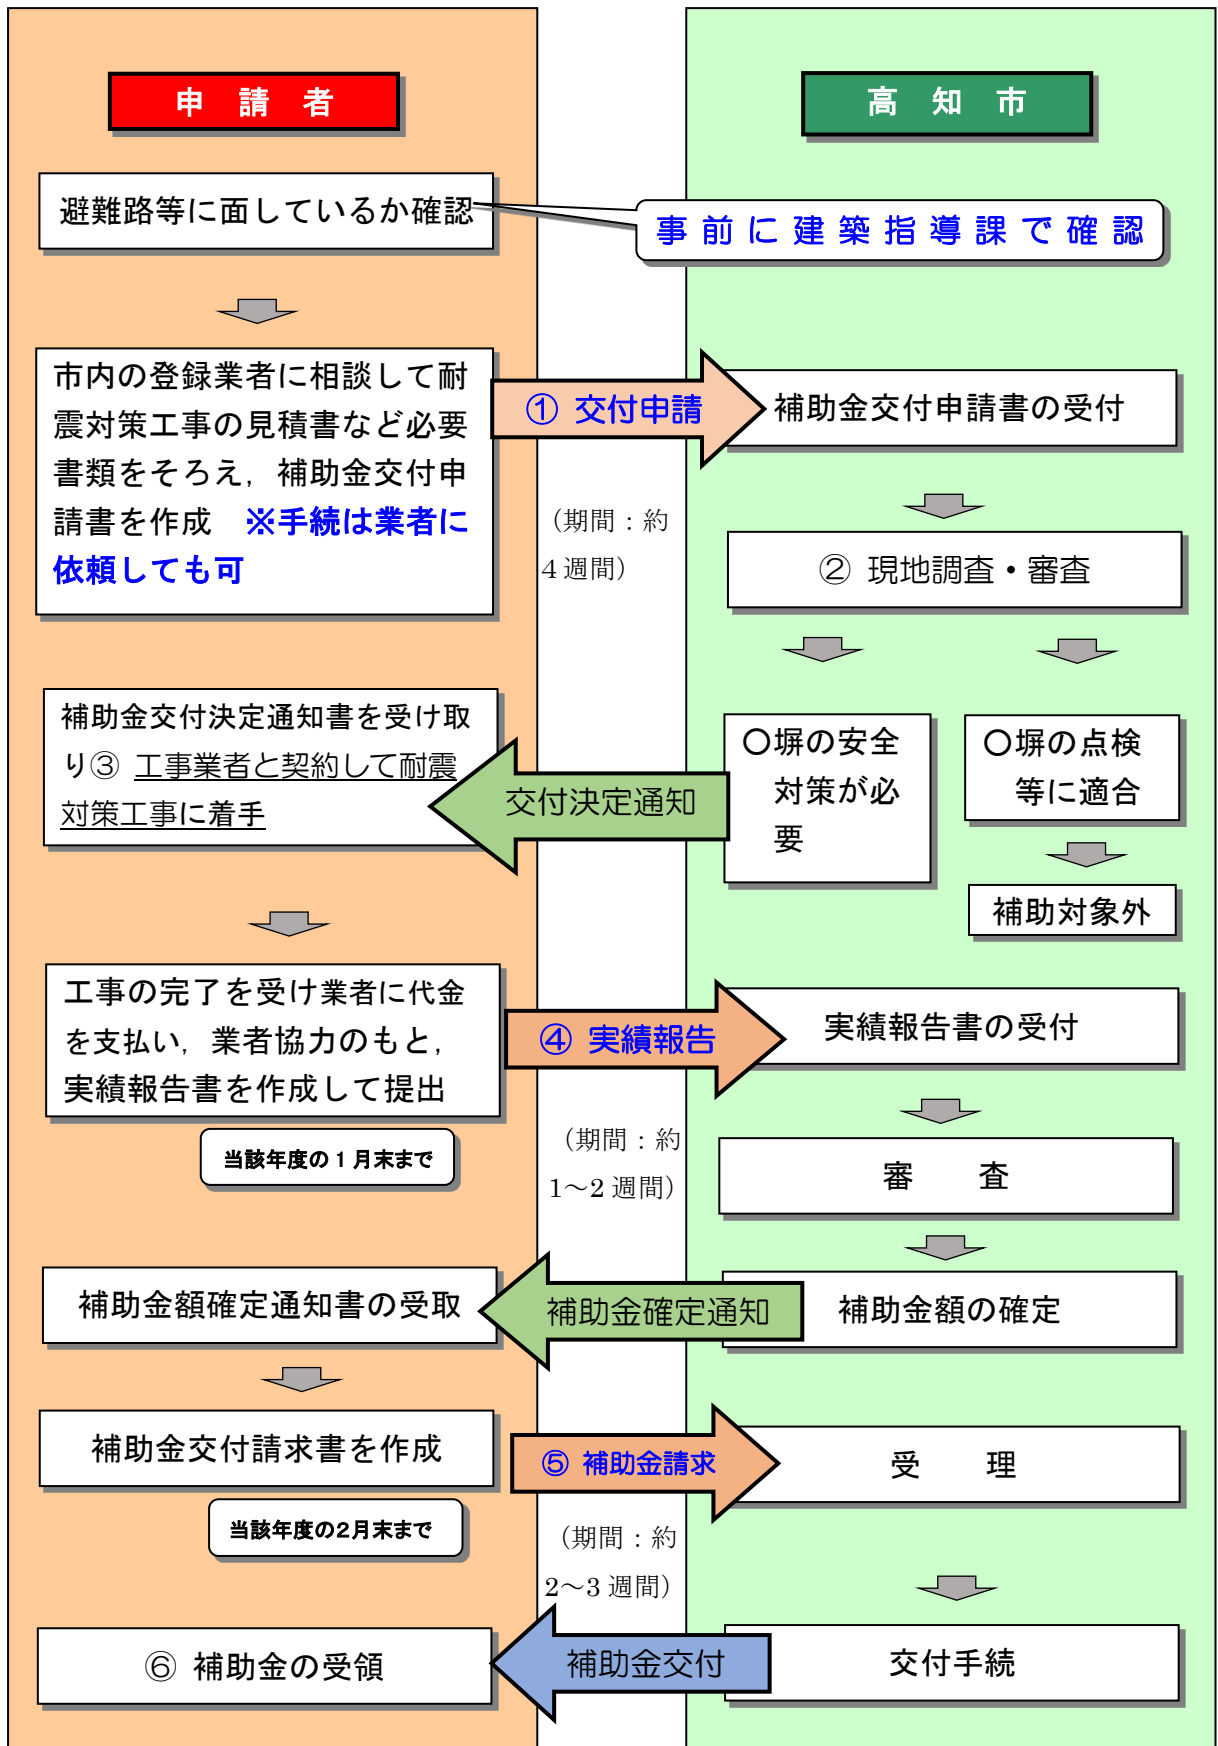 申請者
高知市
避難路等に面しているか確認
事前に建築指導課で確認
市内の登録業者に相談して耐
震対策工事の見積書など必要
書類をそろえ，補助金交付申
請書を作成　※手続は業者に
依頼しても可
① 交付申請
補助金交付申請書の受付
（期間：約
4週間）
② 現地調査・審査
補助金交付決定通知書を受け取
り③ 工事業者と契約して耐震
対策工事に着手
交付決定通知
○塀の安全
対策が必
要
○塀の点検
等に適合
補助対象外
工事の完了を受け業者に代金
を支払い，業者協力のもと，
実績報告書を作成して提出
当該年度の1月末まで
④ 実績報告
実績報告書の受付
（期間：約
1～2週間）
審　査
補助金額確定通知書の受取
補助金確定通知
補助金額の確定
補助金交付請求書を作成
当該年度の2月末まで
⑤ 補助金請求
受　理
（期間：約
2～3週間）
⑥ 補助金の受領
補助金交付
交付手続